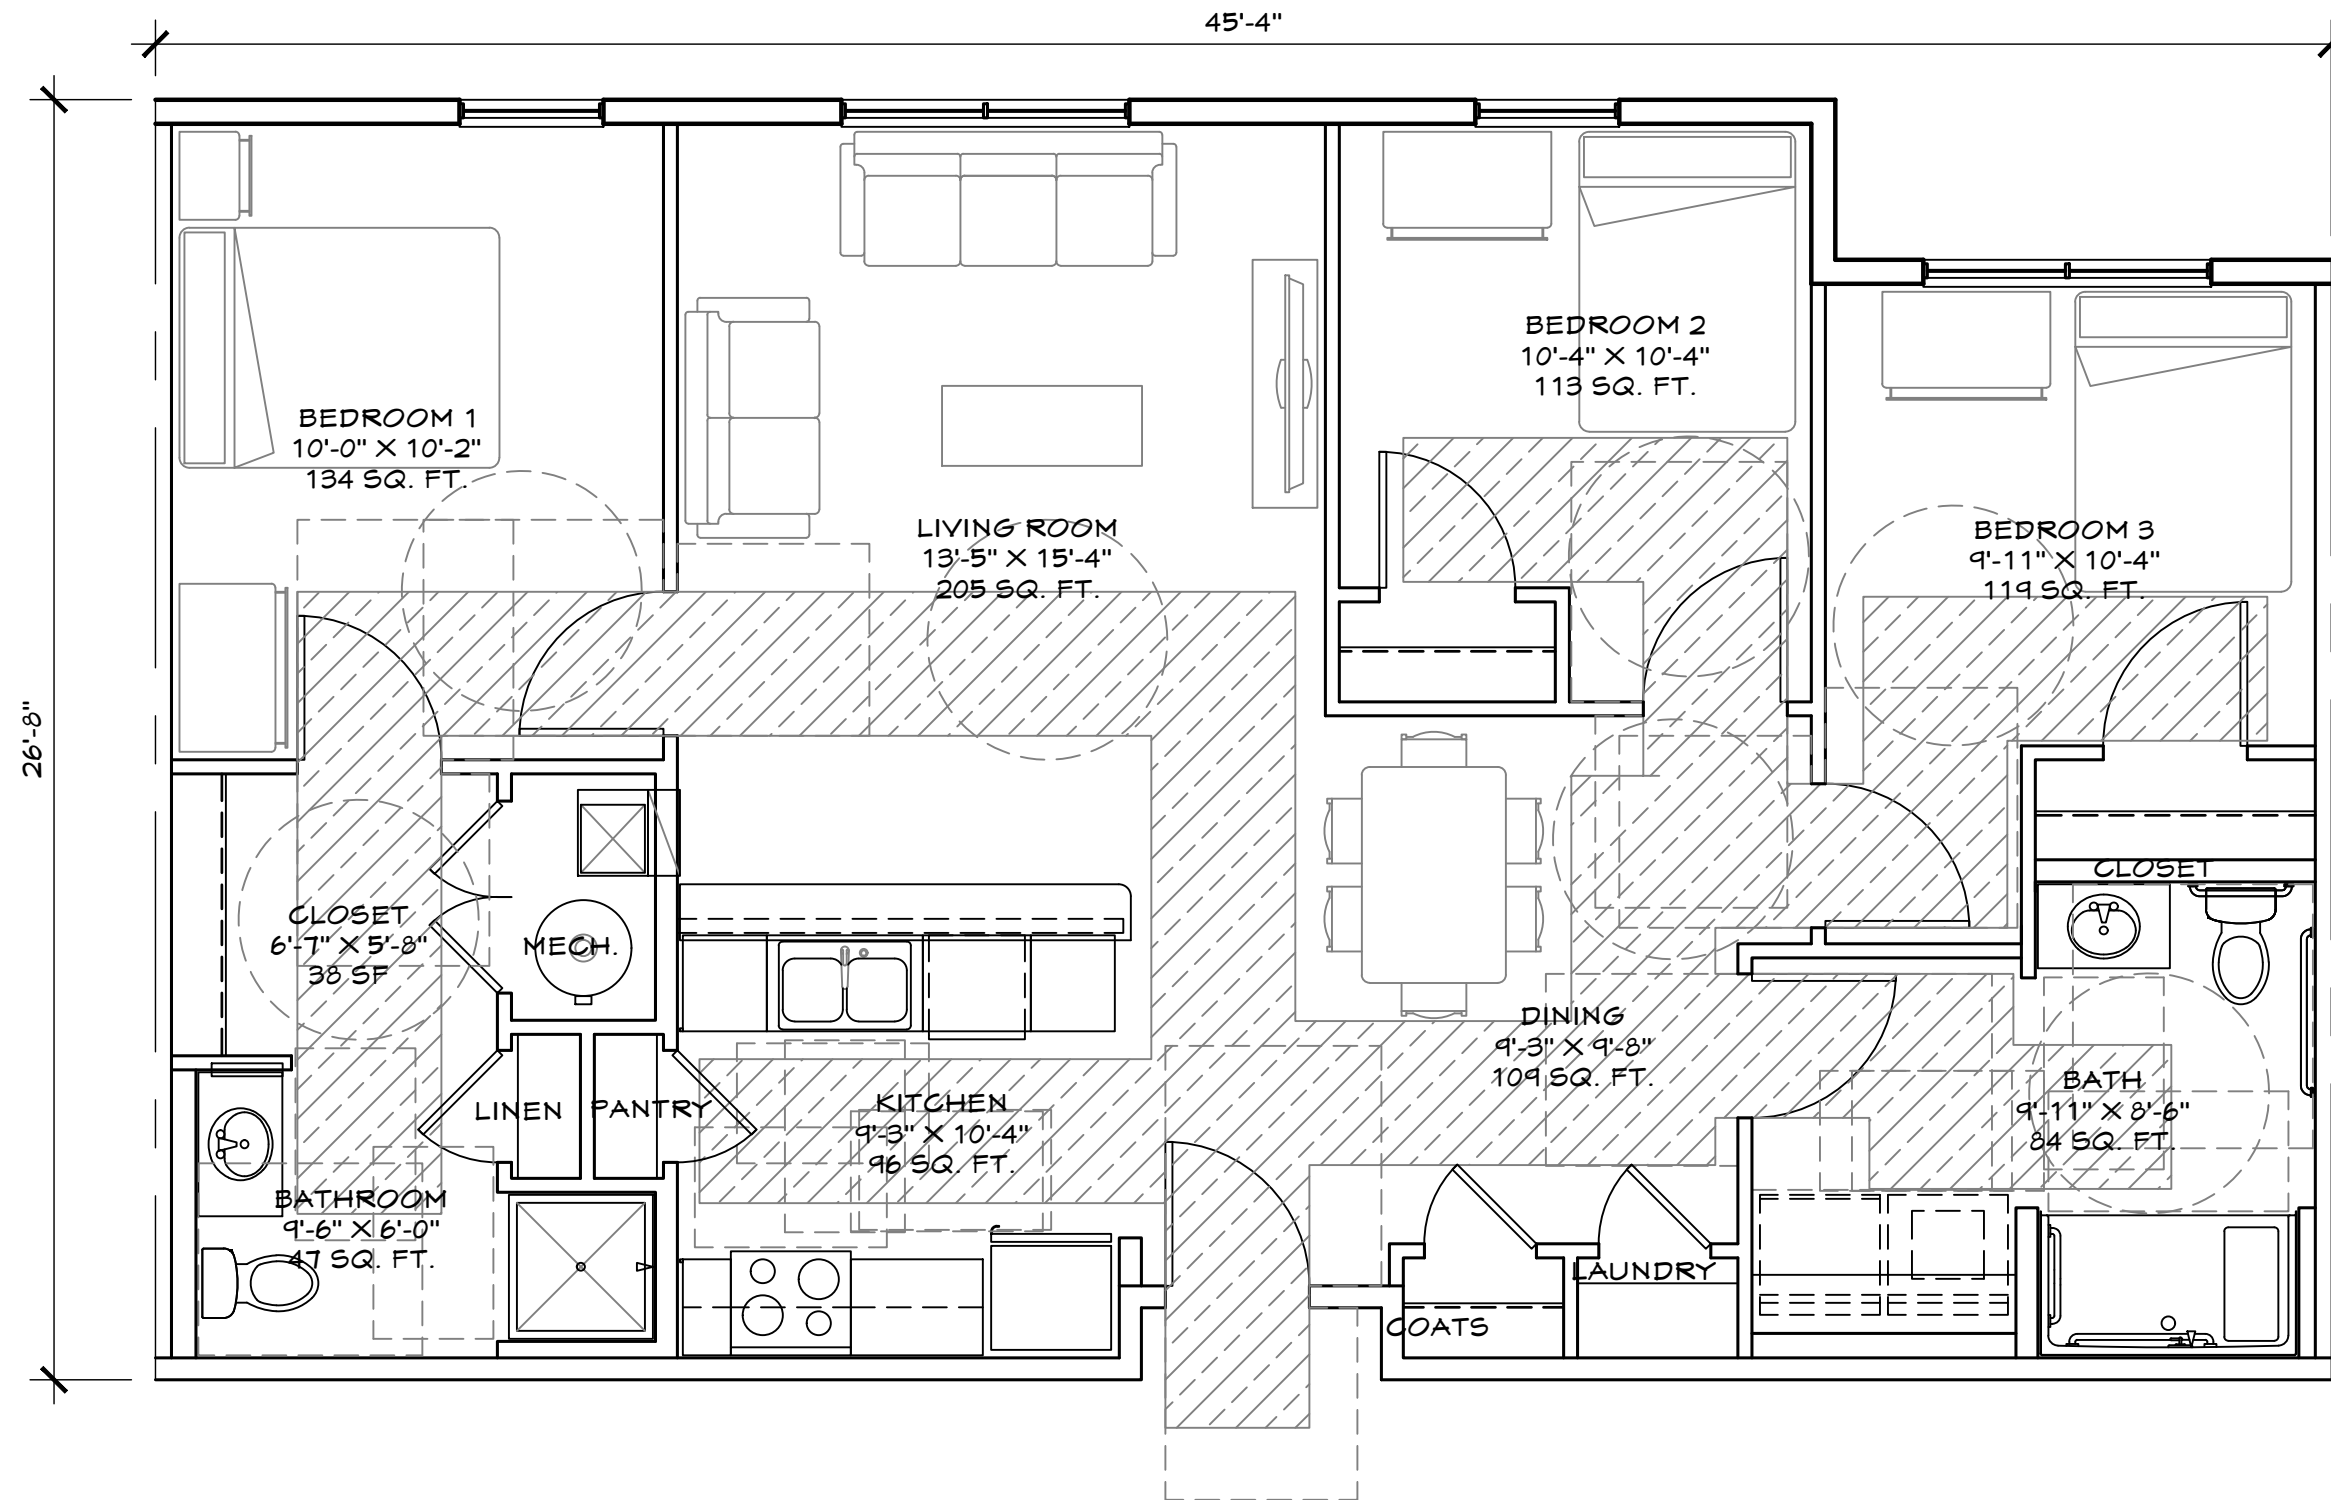 45'-4"
26'-8"
BEDROOM 1
10'-0" X 10'-2"
134 SQ. FT.
LIVING ROOM
13'-5" X 15'-4"
205 SQ. FT.
BEDROOM 2
10'-4" X 10'-4"
113 SQ. FT.
BEDROOM 3
9'-11" X 10'-4"
119 SQ. FT.
CLOSET
6'-7" X 5'-8"
38 SF
MECH.
CLOSET
LINEN
PANTRY
KITCHEN
9'-3" X 10'-4"
96 SQ. FT.
DINING
9'-3" X 9'-8"
109 SQ. FT.
BATH
9'-11" X 8'-6"
84 SQ. FT.
BATHROOM
9'-6" X 6'-0"
47 SQ. FT.
LAUNDRY
COATS